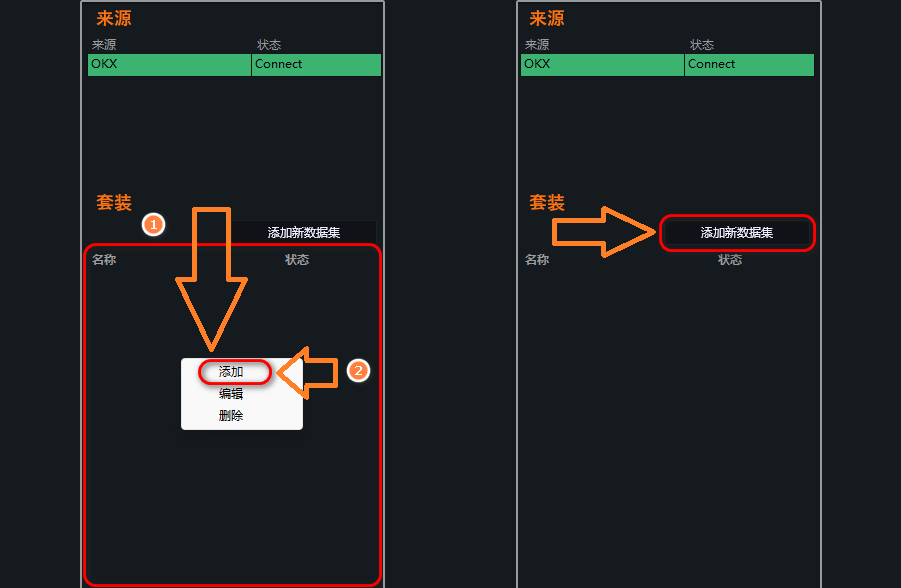 来源
来源 状态
OKX Connect
套装
1
添加新数据集
名称 状态
添加
2
编辑
删除
来源
来源 状态
OKX Connect
套装
添加新数据集
名称 状态